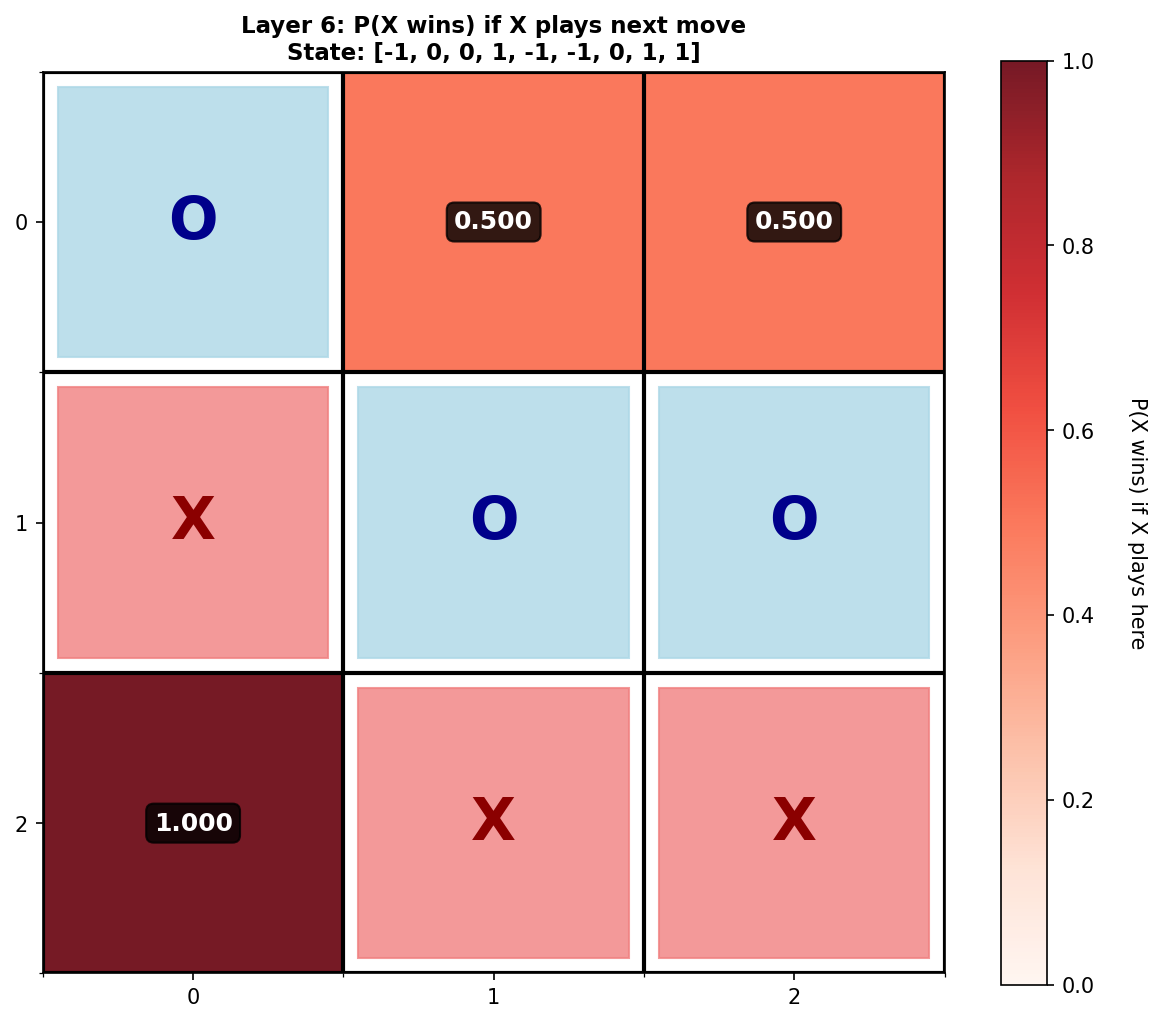 Layer 6: P(X wins) if X plays next move
State: [-1, 0, 0, 1, -1, -1, 0, 1, 1]
O
0.500
0.500
X
O
O
1.000
X
X
0
1
2
0
1
2
1.0
0.8
0.6
0.4
0.2
0.0
P(X wins) if X plays here